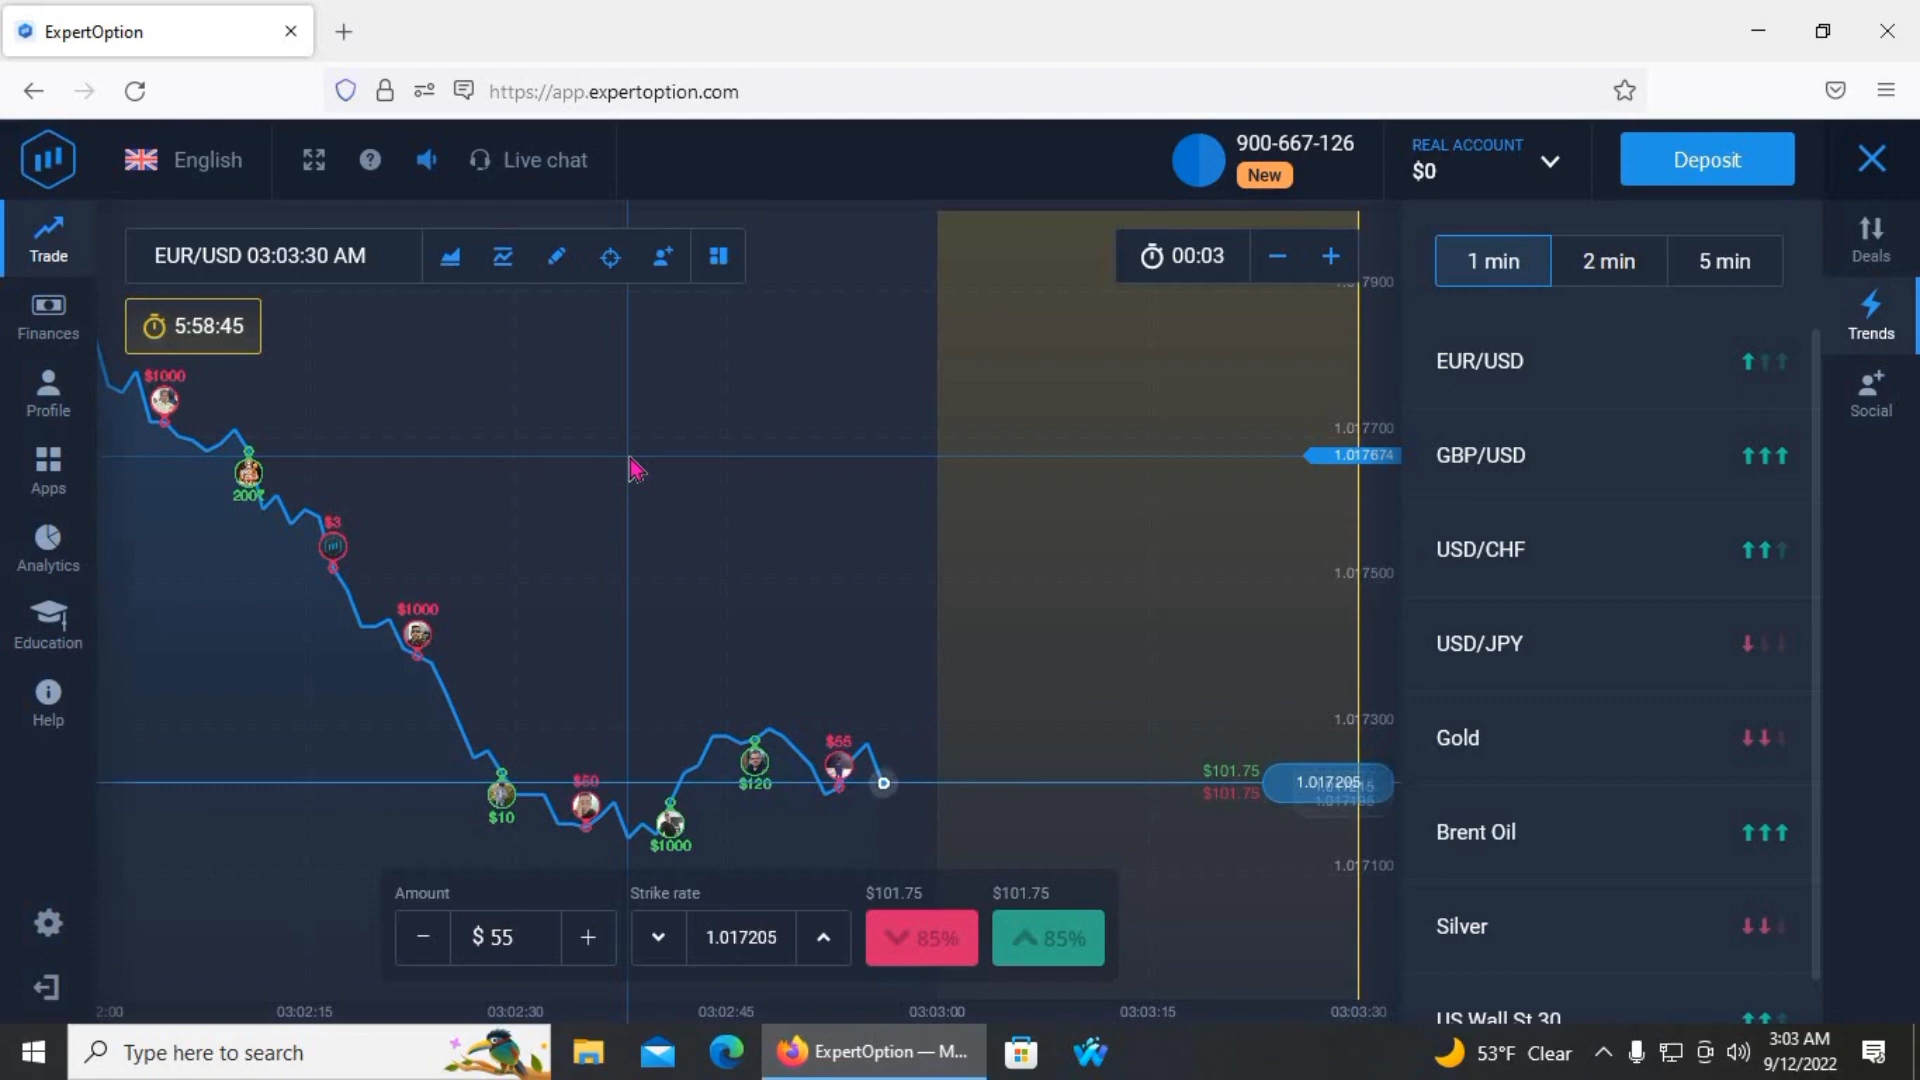 ExpertOption
https://app.expertoption.com
English
Live chat
900-667-126
New
REAL ACCOUNT
$0
Deposit
Trade
Finances
Profile
Apps
Analytics
Education
Help
EUR/USD 03:03:30 AM
00:03
5:58:45
$1000
$3
$1000
$10
$50
$1000
$120
$55
1.017700
1.017674
1.017500
1.017300
$101.75
$101.75
1.017205
1.017100
Amount
$ 55
Strike rate
1.017205
$101.75
85%
$101.75
85%
2:00
03:02:15
03:02:30
03:02:45
03:03:00
03:03:15
03:03:30
1 min
2 min
5 min
EUR/USD
GBP/USD
USD/CHF
USD/JPY
Gold
Brent Oil
Silver
US Wall St 30
Deals
Trends
Social
Type here to search
ExpertOption — M...
53°F Clear
3:03 AM
9/12/2022